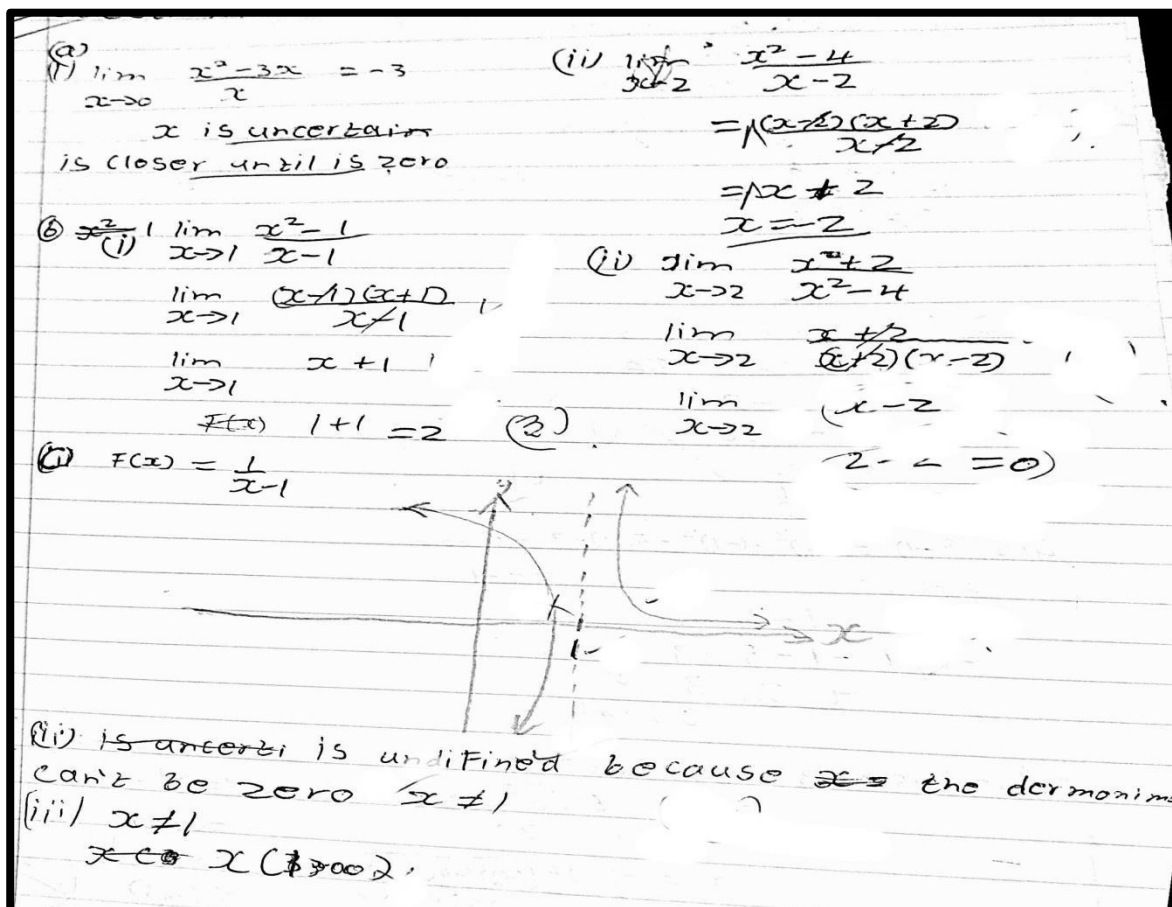 (a)
(i) lim x→0 x² - 3x / x = -3
x is uncertain
is closer until is zero
(ii) lim x-2 x² - 4 / x - 2
= (x-2)(x+2) / x-2
= x + 2
x = -2
(b) x² 1
(i) lim x→1 x² - 1 / x - 1
lim x→1 (x-1)(x+1) / x-1
lim x→1 x + 1
F(x) 1+1 = 2
(ii) lim x→2 x + 2 / x² - 4
lim x→2 x + 2 / (x+2)(x-2)
lim x→2 (x-2
= 0)
F(x) = 1 / x-1
x
1
(ii) is uncerti is undifined because the dermonim
can't be zero x ≠ 1
(iii) x ≠ 1
x